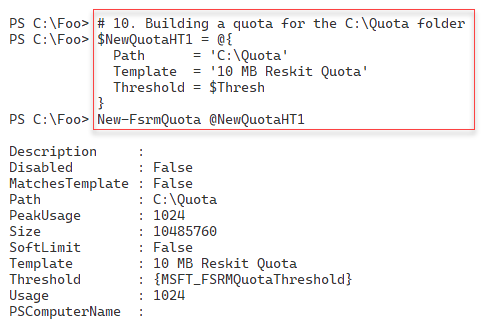 PS C:\Foo> # 10. Building a quota for the C:\Quota folder
PS C:\Foo> $NewQuotaHT1 = @{
  Path      = 'C:\Quota'
  Template  = '10 MB Reskit Quota'
  Threshold = $Thresh
}
PS C:\Foo> New-FsrmQuota @NewQuotaHT1

Description     :
Disabled        : False
MatchesTemplate : False
Path            : C:\Quota
PeakUsage       : 1024
Size            : 10485760
SoftLimit       : False
Template        : 10 MB Reskit Quota
Threshold       : {MSFT_FSRMQuotaThreshold}
Usage           : 1024
PSComputerName  :